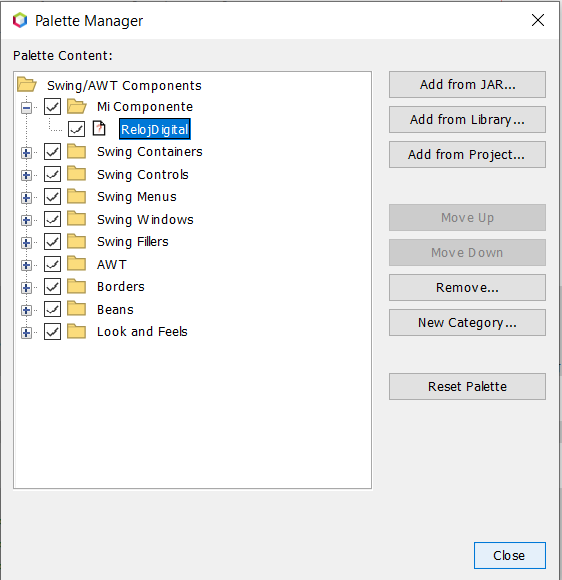 Palette Manager
Palette Content:
Swing/AWT Components
Mi Componente
RelojDigital
Swing Containers
Swing Controls
Swing Menus
Swing Windows
Swing Fillers
AWT
Borders
Beans
Look and Feels
Add from JAR...
Add from Library...
Add from Project...
Move Up
Move Down
Remove...
New Category...
Reset Palette
Close